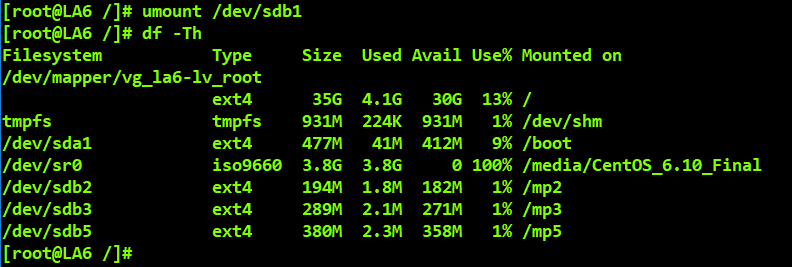 [root@LA6 /]# umount /dev/sdb1
[root@LA6 /]# df -Th
Filesystem           Type     Size  Used Avail Use% Mounted on
/dev/mapper/vg_la6-lv_root
                     ext4      35G  4.1G   30G  13% /
tmpfs                tmpfs    931M  224K  931M   1% /dev/shm
/dev/sda1            ext4     477M   41M  412M   9% /boot
/dev/sr0             iso9660  3.8G  3.8G     0 100% /media/CentOS_6.10_Final
/dev/sdb2            ext4     194M  1.8M  182M   1% /mp2
/dev/sdb3            ext4     289M  2.1M  271M   1% /mp3
/dev/sdb5            ext4     380M  2.3M  358M   1% /mp5
[root@LA6 /]#